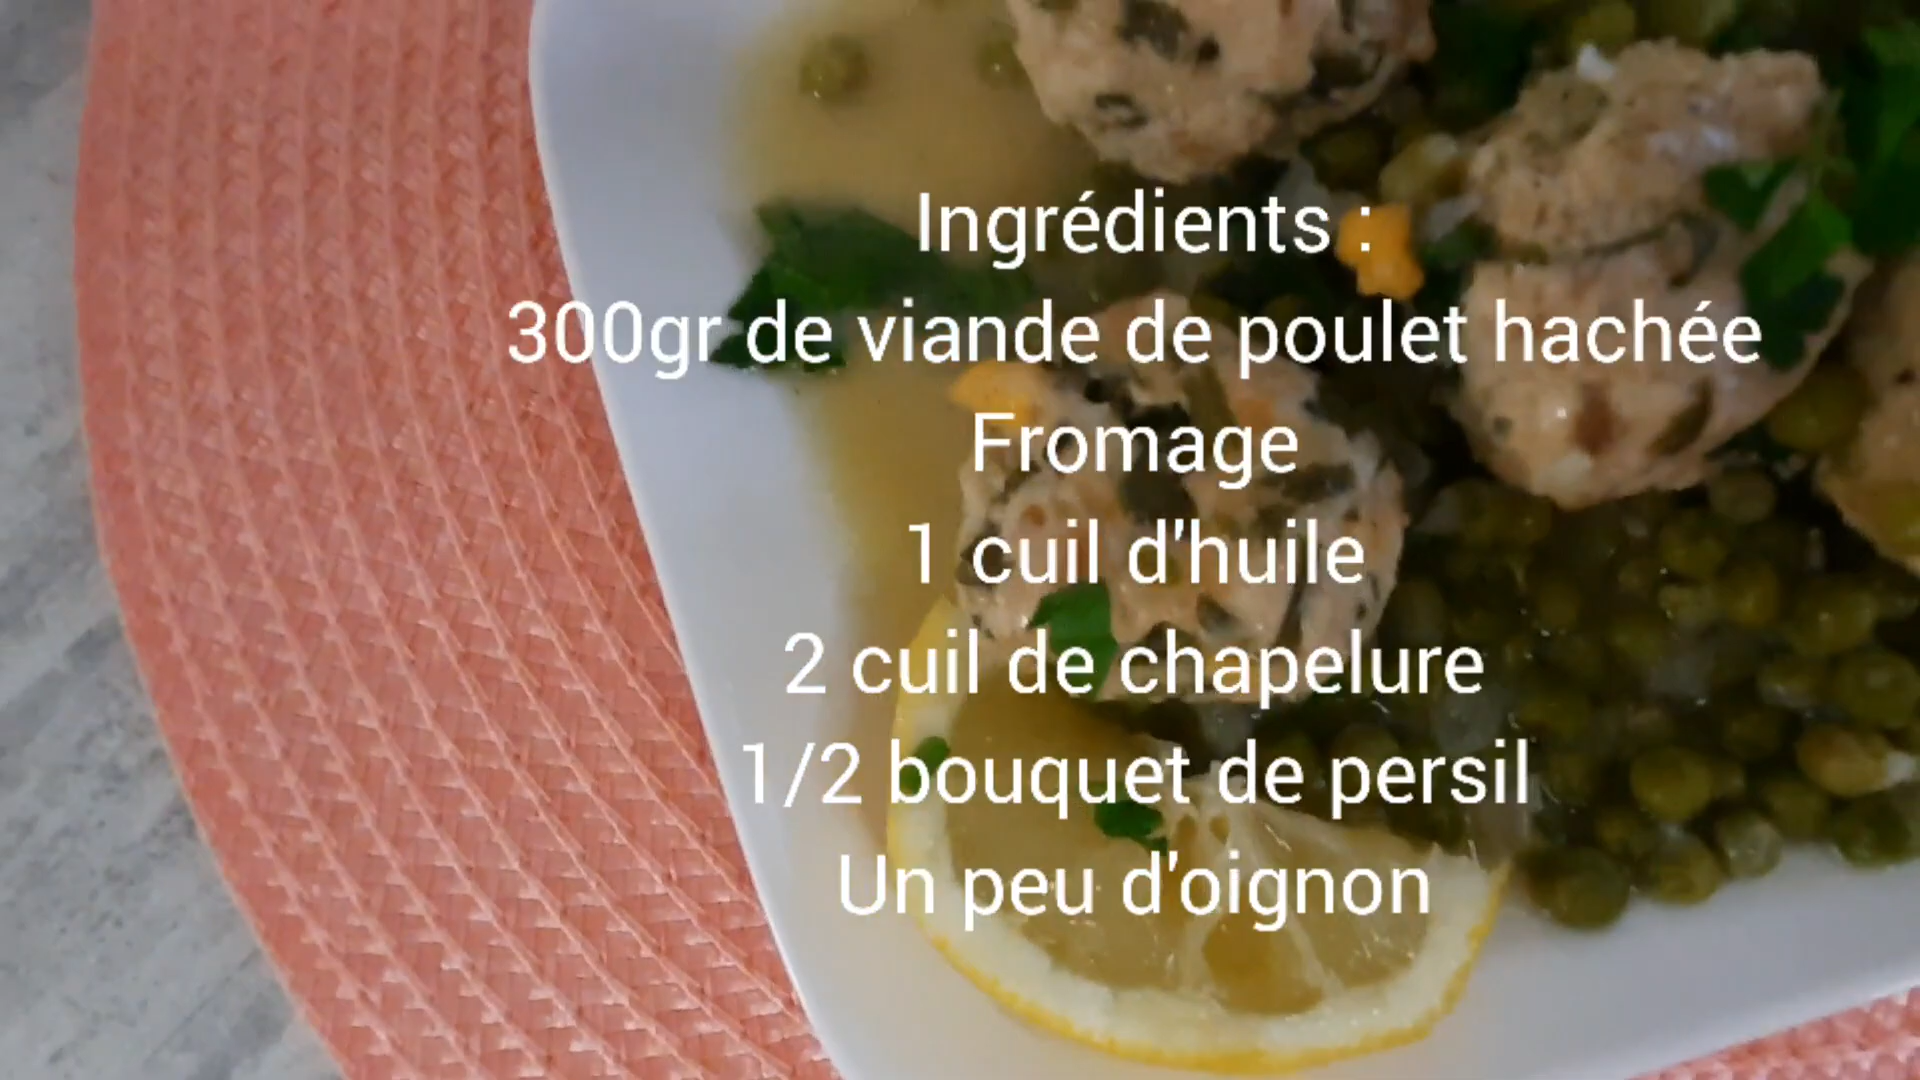 Ingrédients :
300gr de viande de poulet hachée
Fromage
1 cuil d'huile
2 cuil de chapelure
1/2 bouquet de persil
Un peu d'oignon